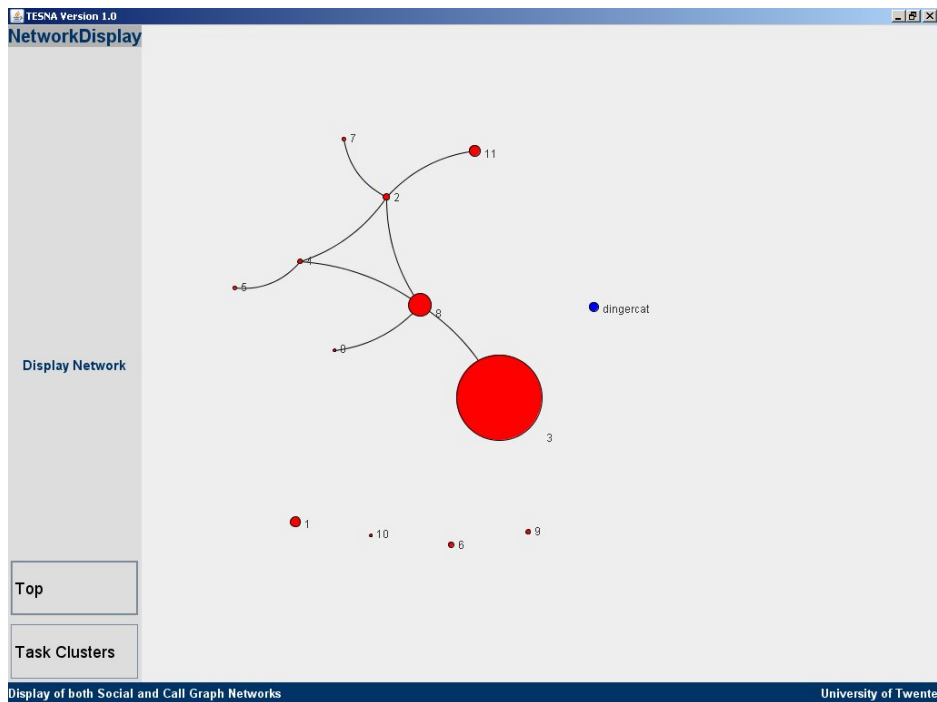 TESNA Version 1.0
NetworkDisplay
7
11
2
4
5
8
dingercat
0
Display Network
3
1
10
6
9
Top
Task Clusters
Display of both Social and Call Graph Networks
University of Twente